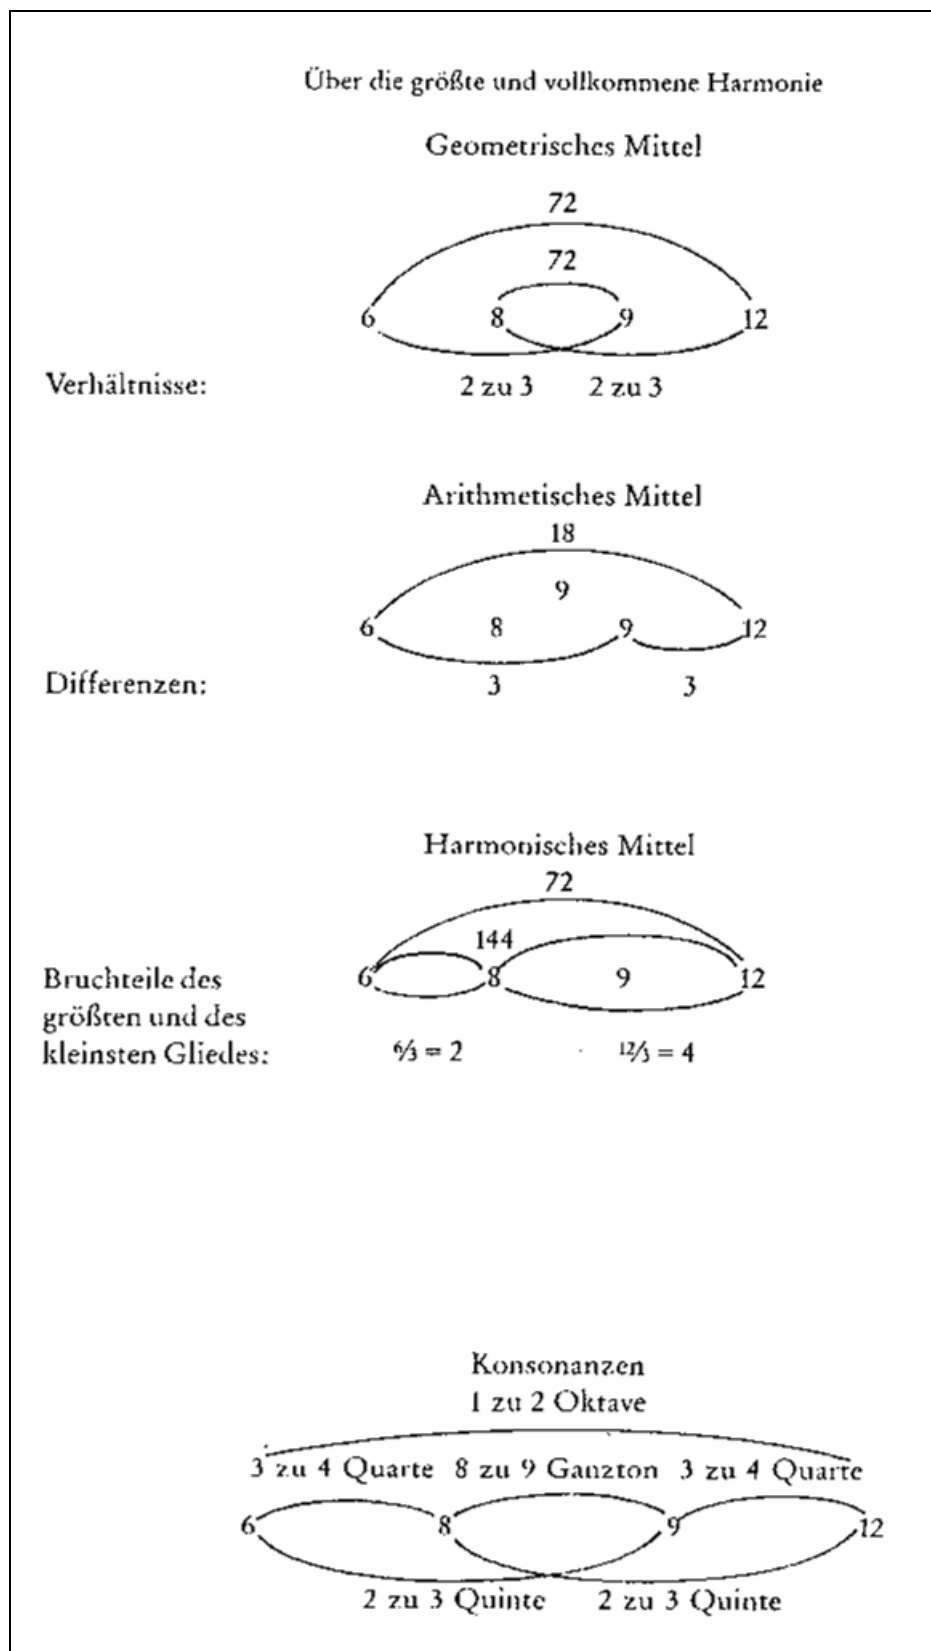 Über die größte und vollkommene Harmonie
Geometrisches Mittel
72
72
6 8 9 12
Verhältnisse: 2 zu 3 2 zu 3
Arithmetisches Mittel
18
9
6 8 9 12
Differenzen: 3 3
Harmonisches Mittel
72
144
6 8 9 12
Bruchteile des
größten und des
kleinsten Gliedes: 6/3 = 2 12/3 = 4
Konsonanzen
1 zu 2 Oktave
3 zu 4 Quarte 8 zu 9 Ganzton 3 zu 4 Quarte
6 8 9 12
2 zu 3 Quinte 2 zu 3 Quinte